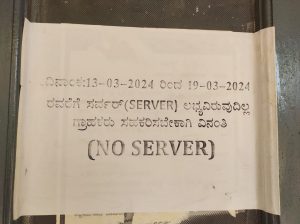 ದಿನಾಂಕ:13-03-2024 ರಿಂದ 19-03-2024
ರವರೆಗೆ ಸರ್ವರ್(SERVER) ಲಭ್ಯವಿರುವುದಿಲ್ಲ
ಗ್ರಾಹಕರು ಸಹಕರಿಸಬೇಕಾಗಿ ವಿನಂತಿ
(NO SERVER)